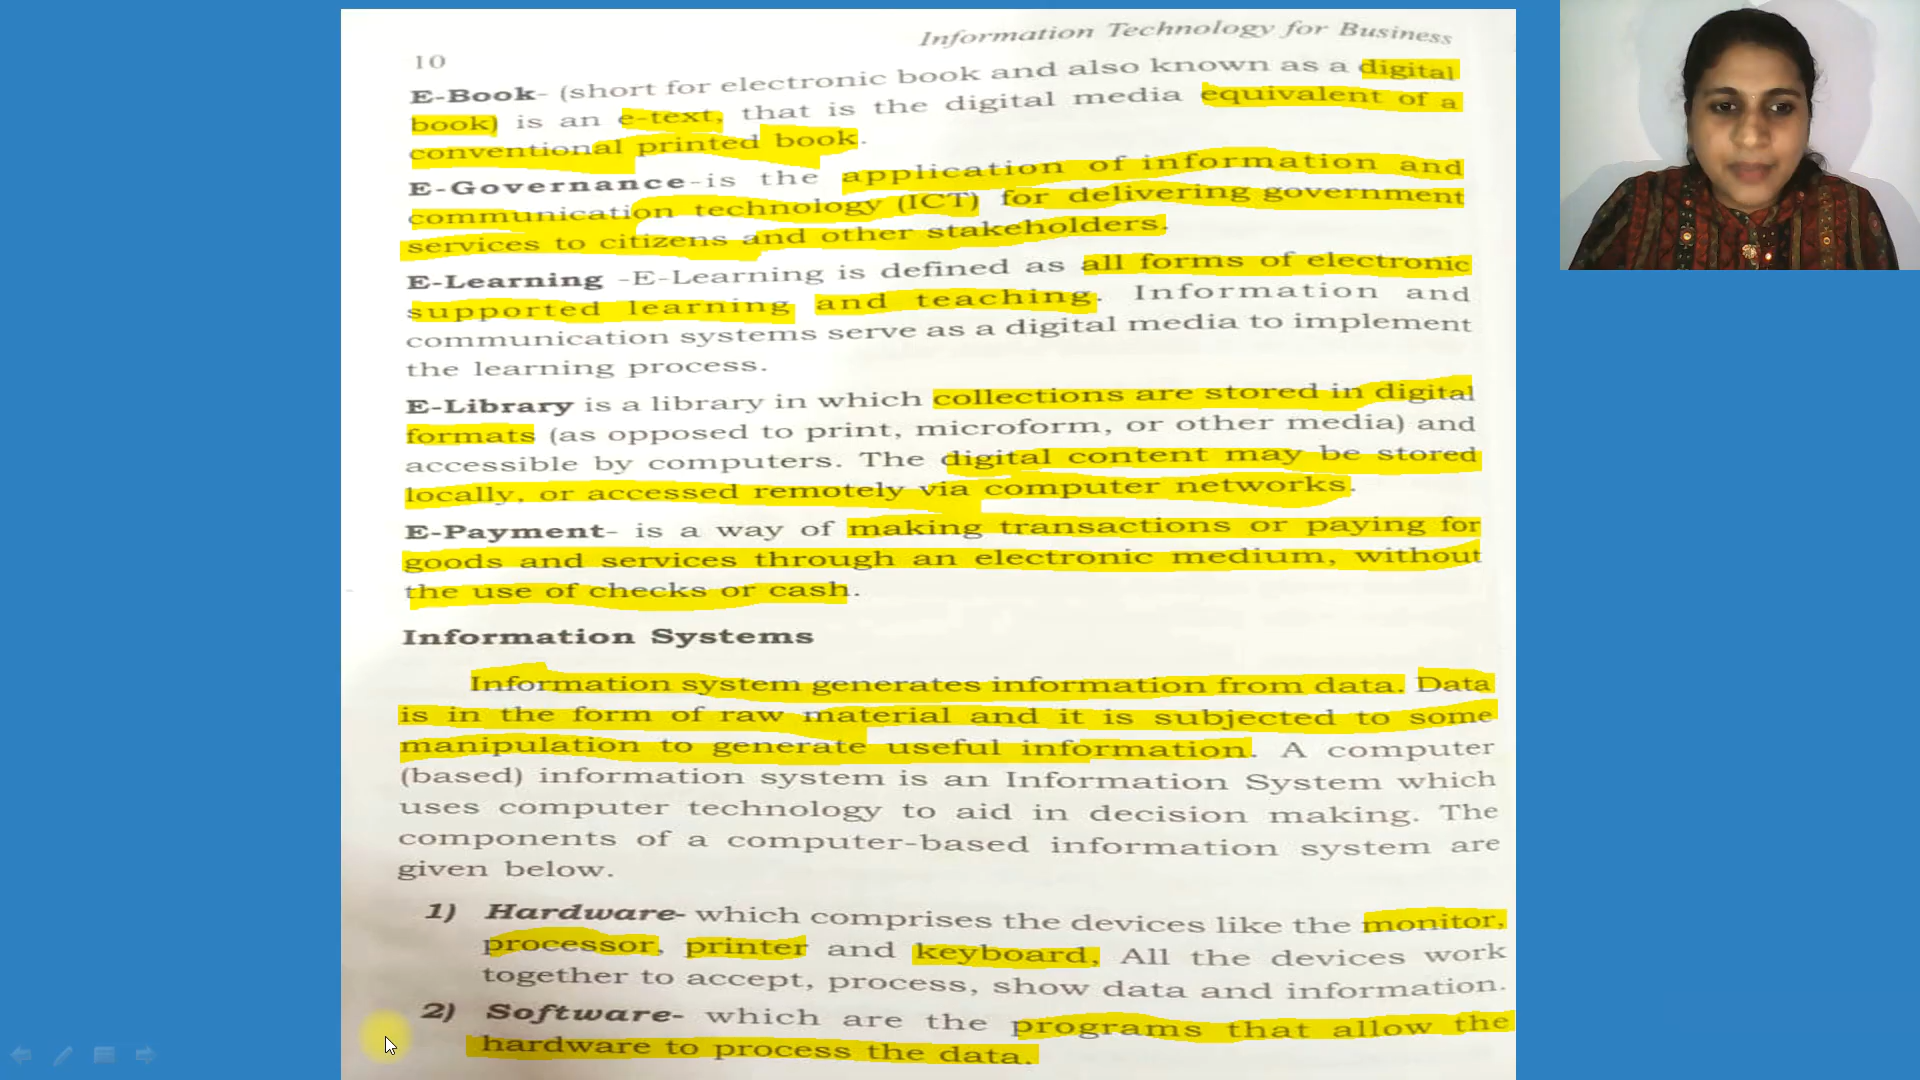 Information Technology for Business
10
E-Book- (short for electronic book and also known as a digital
book) is an e-text, that is the digital media equivalent of a
conventional printed book.
E-Governance-is the application of information and
communication technology (ICT) for delivering government
services to citizens and other stakeholders.
E-Learning -E-Learning is defined as all forms of electronic
supported learning and teaching. Information and
communication systems serve as a digital media to implement
the learning process.
E-Library is a library in which collections are stored in digital
formats (as opposed to print, microform, or other media) and
accessible by computers. The digital content may be stored
locally, or accessed remotely via computer networks.
E-Payment- is a way of making transactions or paying for
goods and services through an electronic medium, without
the use of checks or cash.
Information Systems
Information system generates information from data. Data
is in the form of raw material and it is subjected to some
manipulation to generate useful information. A computer
(based) information system is an Information System which
uses computer technology to aid in decision making. The
components of a computer-based information system are
given below.
1) Hardware- which comprises the devices like the monitor,
processor, printer and keyboard, All the devices work
together to accept, process, show data and information.
2) Software- which are the programs that allow the
hardware to process the data.